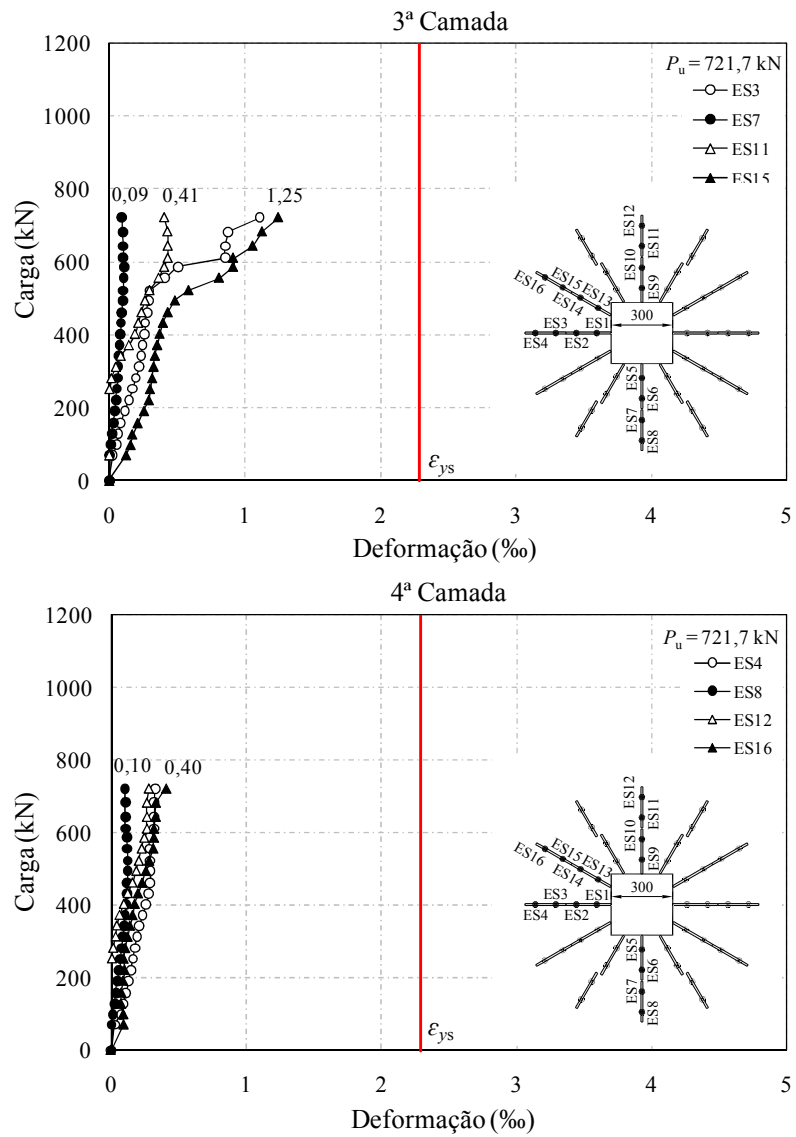 3ª Camada
1200
1000
800
600
400
200
0
Carga (kN)
0 1 2 3 4 5
Deformação (‰)
0,09 0,41 1,25
εys
Pu = 721,7 kN
ES3
ES7
ES11
ES15
ES12
ES11
ES10
ES9
ES16
ES15
ES14
ES13
ES4
ES3
ES2
ES1
300
ES5
ES6
ES7
ES8
4ª Camada
1200
1000
800
600
400
200
0
Carga (kN)
0 1 2 3 4 5
Deformação (‰)
0,10 0,40
εys
Pu = 721,7 kN
ES4
ES8
ES12
ES16
ES12
ES11
ES10
ES9
ES16
ES15
ES14
ES13
ES4
ES3
ES2
ES1
300
ES5
ES6
ES7
ES8